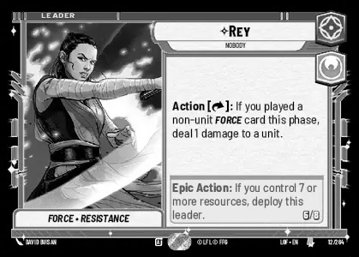 LEADER
✧REY
NOBODY
Action [↷]: If you played a
non-unit FORCE card this phase,
deal 1 damage to a unit.
Epic Action: If you control 7 or
more resources, deploy this
leader.
FORCE • RESISTANCE
DAVID BUISAN
© LFL © FFG
LOF • EN
12/264